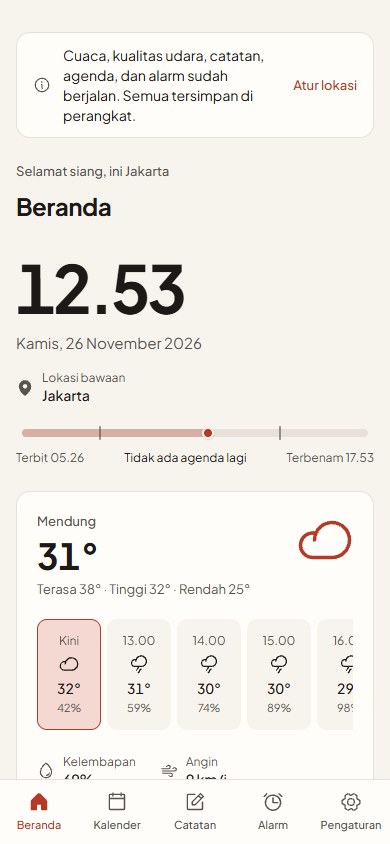 Cuaca, kualitas udara, catatan,
agenda, dan alarm sudah
berjalan. Semua tersimpan di
perangkat.
Atur lokasi
Selamat siang, ini Jakarta
Beranda
12.53
Kamis, 26 November 2026
Lokasi bawaan
Jakarta
Terbit 05.26
Tidak ada agenda lagi
Terbenam 17.53
Mendung
31°
Terasa 38° · Tinggi 32° · Rendah 25°
Kini 13.00 14.00 15.00
32° 31° 30° 30° 29
42% 59% 74% 89% 98%
Kelembapan Angin
Beranda Kalender Catatan Alarm Pengaturan